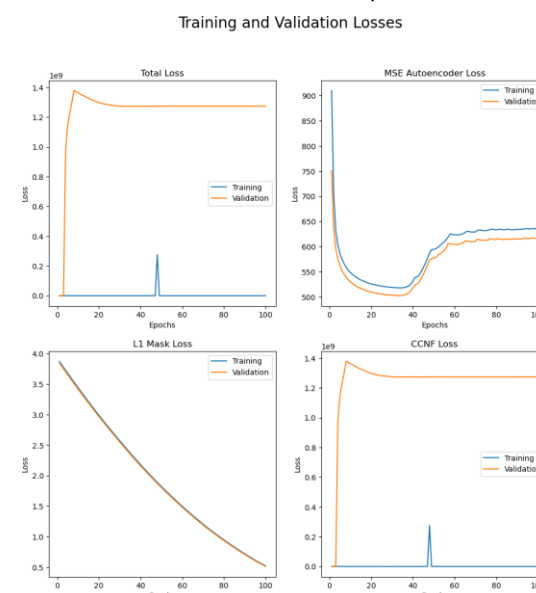 Training and Validation Losses
Total Loss
1e9
1.4
1.2
1.0
0.8
0.6
0.4
0.2
0.0
Loss
Training
Validation
0 20 40 60 80 100
Epochs
MSE Autoencoder Loss
900
850
800
750
700
650
600
550
500
Loss
Training
Validatio
0 20 40 60 80 10
Epochs
L1 Mask Loss
4.0
3.5
3.0
2.5
2.0
1.5
1.0
0.5
Loss
Training
Validation
0 20 40 60 80 100
CCNF Loss
1e9
1.4
1.2
1.0
0.8
0.6
0.4
0.2
0.0
Loss
Training
Validatio
0 20 40 60 80 10